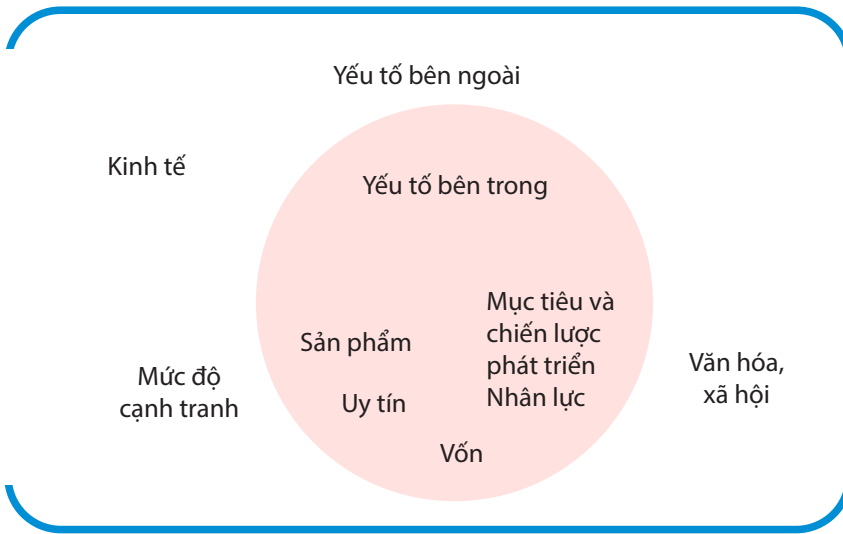 Yếu tố bên ngoài
Kinh tế
Yếu tố bên trong
Sản phẩm
Uy tín
Mục tiêu và
chiến lược
phát triển
Nhân lực
Vốn
Mức độ
cạnh tranh
Văn hóa,
xã hội